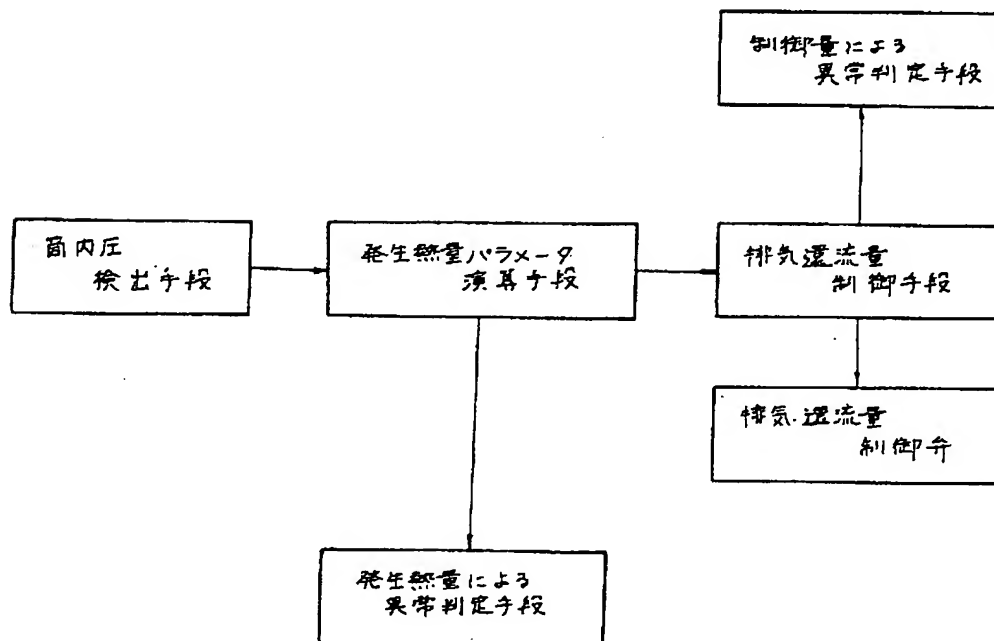 制御量による
異常判定手段
筒内圧
検出手段
発生熱量パラメータ
演算手段
排気還流量
制御手段
排気還流量
制御弁
発生熱量による
異常判定手段